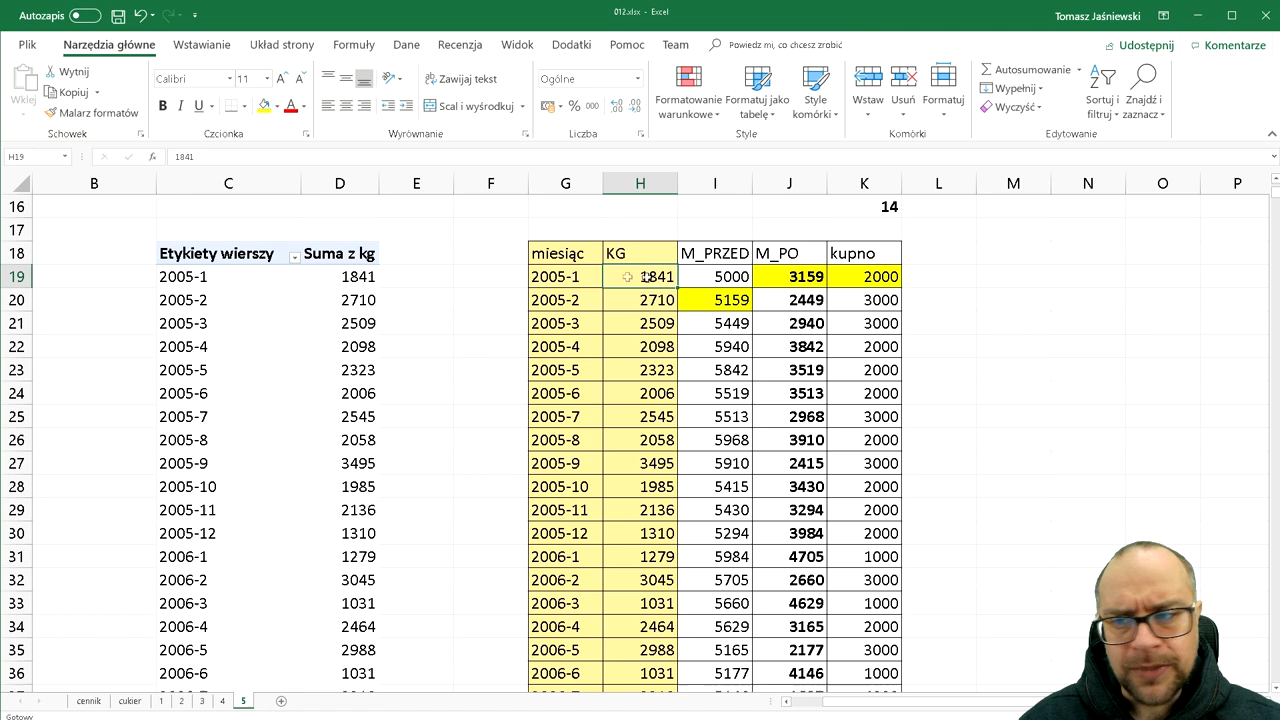 Autozapis
012.xlsx - Excel
Tomasz Jaśniewski
Plik Narzędzia główne Wstawianie Układ strony Formuły Dane Recenzja Widok Dodatki Pomoc Team Powiedz mi, co chcesz zrobić Udostępnij Komentarze
Wklej
Wytnij
Kopiuj
Malarz formatów
Schowek
Calibri 11
B I U
Czcionka
Zawijaj tekst
Scal i wyśrodkuj
Wyrównanie
Ogólne
% 000
Liczba
Formatowanie warunkowe
Formatuj jako tabelę
Style komórki
Style
Wstaw Usuń Formatuj
Komórki
Autosumowanie
Wypełnij
Wyczyść
Sortuj i filtruj
Znajdź i zaznacz
Edytowanie
H19 fx 1841
B C D E F G H I J K L M N O P
16 14
17
18 Etykiety wierszy Suma z kg miesiąc KG M_PRZED M_PO kupno
19 2005-1 1841 2005-1 1841 5000 3159 2000
20 2005-2 2710 2005-2 2710 5159 2449 3000
21 2005-3 2509 2005-3 2509 5449 2940 3000
22 2005-4 2098 2005-4 2098 5940 3842 2000
23 2005-5 2323 2005-5 2323 5842 3519 2000
24 2005-6 2006 2005-6 2006 5519 3513 2000
25 2005-7 2545 2005-7 2545 5513 2968 3000
26 2005-8 2058 2005-8 2058 5968 3910 2000
27 2005-9 3495 2005-9 3495 5910 2415 3000
28 2005-10 1985 2005-10 1985 5415 3430 2000
29 2005-11 2136 2005-11 2136 5430 3294 2000
30 2005-12 1310 2005-12 1310 5294 3984 2000
31 2006-1 1279 2006-1 1279 5984 4705 1000
32 2006-2 3045 2006-2 3045 5705 2660 3000
33 2006-3 1031 2006-3 1031 5660 4629 1000
34 2006-4 2464 2006-4 2464 5629 3165 2000
35 2006-5 2988 2006-5 2988 5165 2177 3000
36 2006-6 1031 2006-6 1031 5177 4146 1000
cennik cukier 1 2 3 4 5
Gotowy